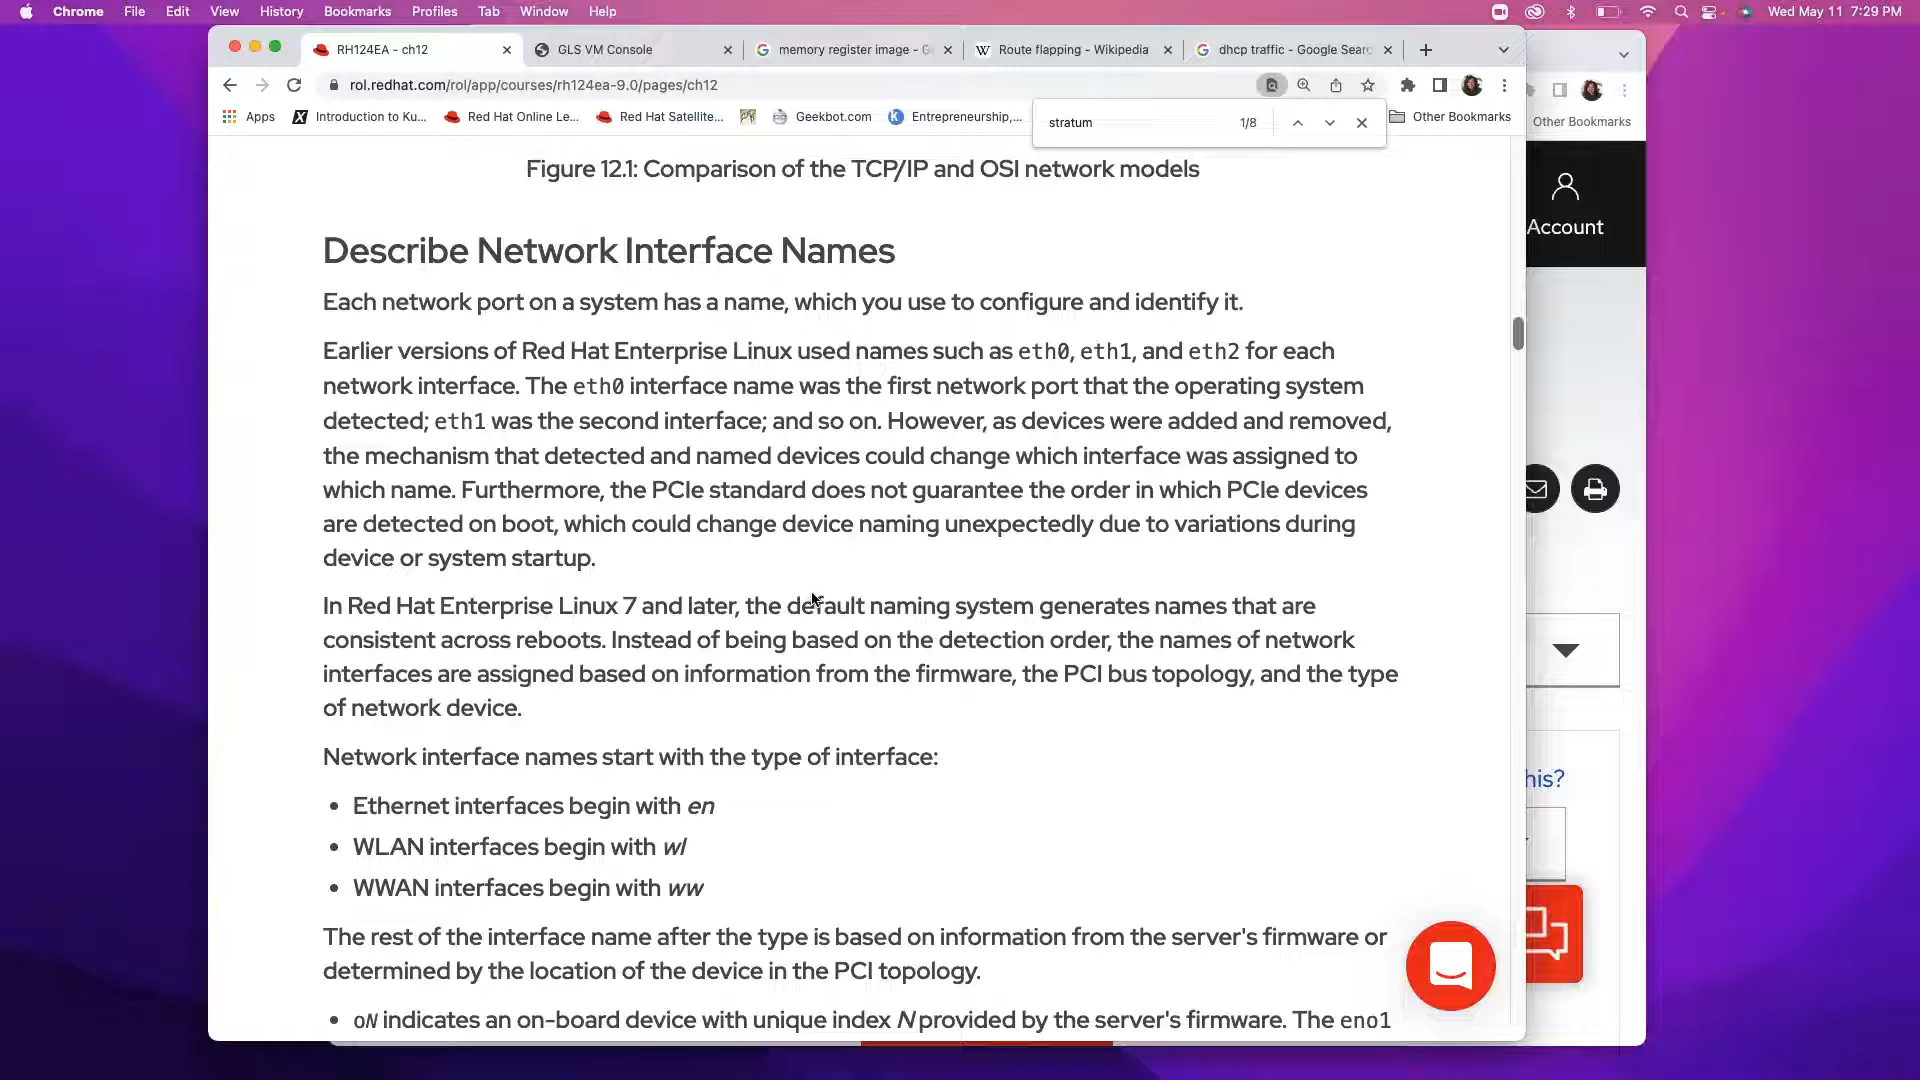 Chrome File Edit View History Bookmarks Profiles Tab Window Help Wed May 11 7:29 PM
RH124EA - ch12
GLS VM Console
memory register image - G
Route flapping - Wikipedia
dhcp traffic - Google Searc
rol.redhat.com/rol/app/courses/rh124ea-9.0/pages/ch12
Apps
Introduction to Ku...
Red Hat Online Le...
Red Hat Satellite...
Geekbot.com
Entrepreneurship,...
stratum 1/8
Other Bookmarks
Other Bookmarks
Figure 12.1: Comparison of the TCP/IP and OSI network models
Account
Describe Network Interface Names
Each network port on a system has a name, which you use to configure and identify it.
Earlier versions of Red Hat Enterprise Linux used names such as eth0, eth1, and eth2 for each
network interface. The eth0 interface name was the first network port that the operating system
detected; eth1 was the second interface; and so on. However, as devices were added and removed,
the mechanism that detected and named devices could change which interface was assigned to
which name. Furthermore, the PCIe standard does not guarantee the order in which PCIe devices
are detected on boot, which could change device naming unexpectedly due to variations during
device or system startup.
In Red Hat Enterprise Linux 7 and later, the default naming system generates names that are
consistent across reboots. Instead of being based on the detection order, the names of network
interfaces are assigned based on information from the firmware, the PCI bus topology, and the type
of network device.
Network interface names start with the type of interface:
his?
• Ethernet interfaces begin with en
• WLAN interfaces begin with wl
• WWAN interfaces begin with ww
The rest of the interface name after the type is based on information from the server's firmware or
determined by the location of the device in the PCI topology.
• oN indicates an on-board device with unique index N provided by the server's firmware. The eno1